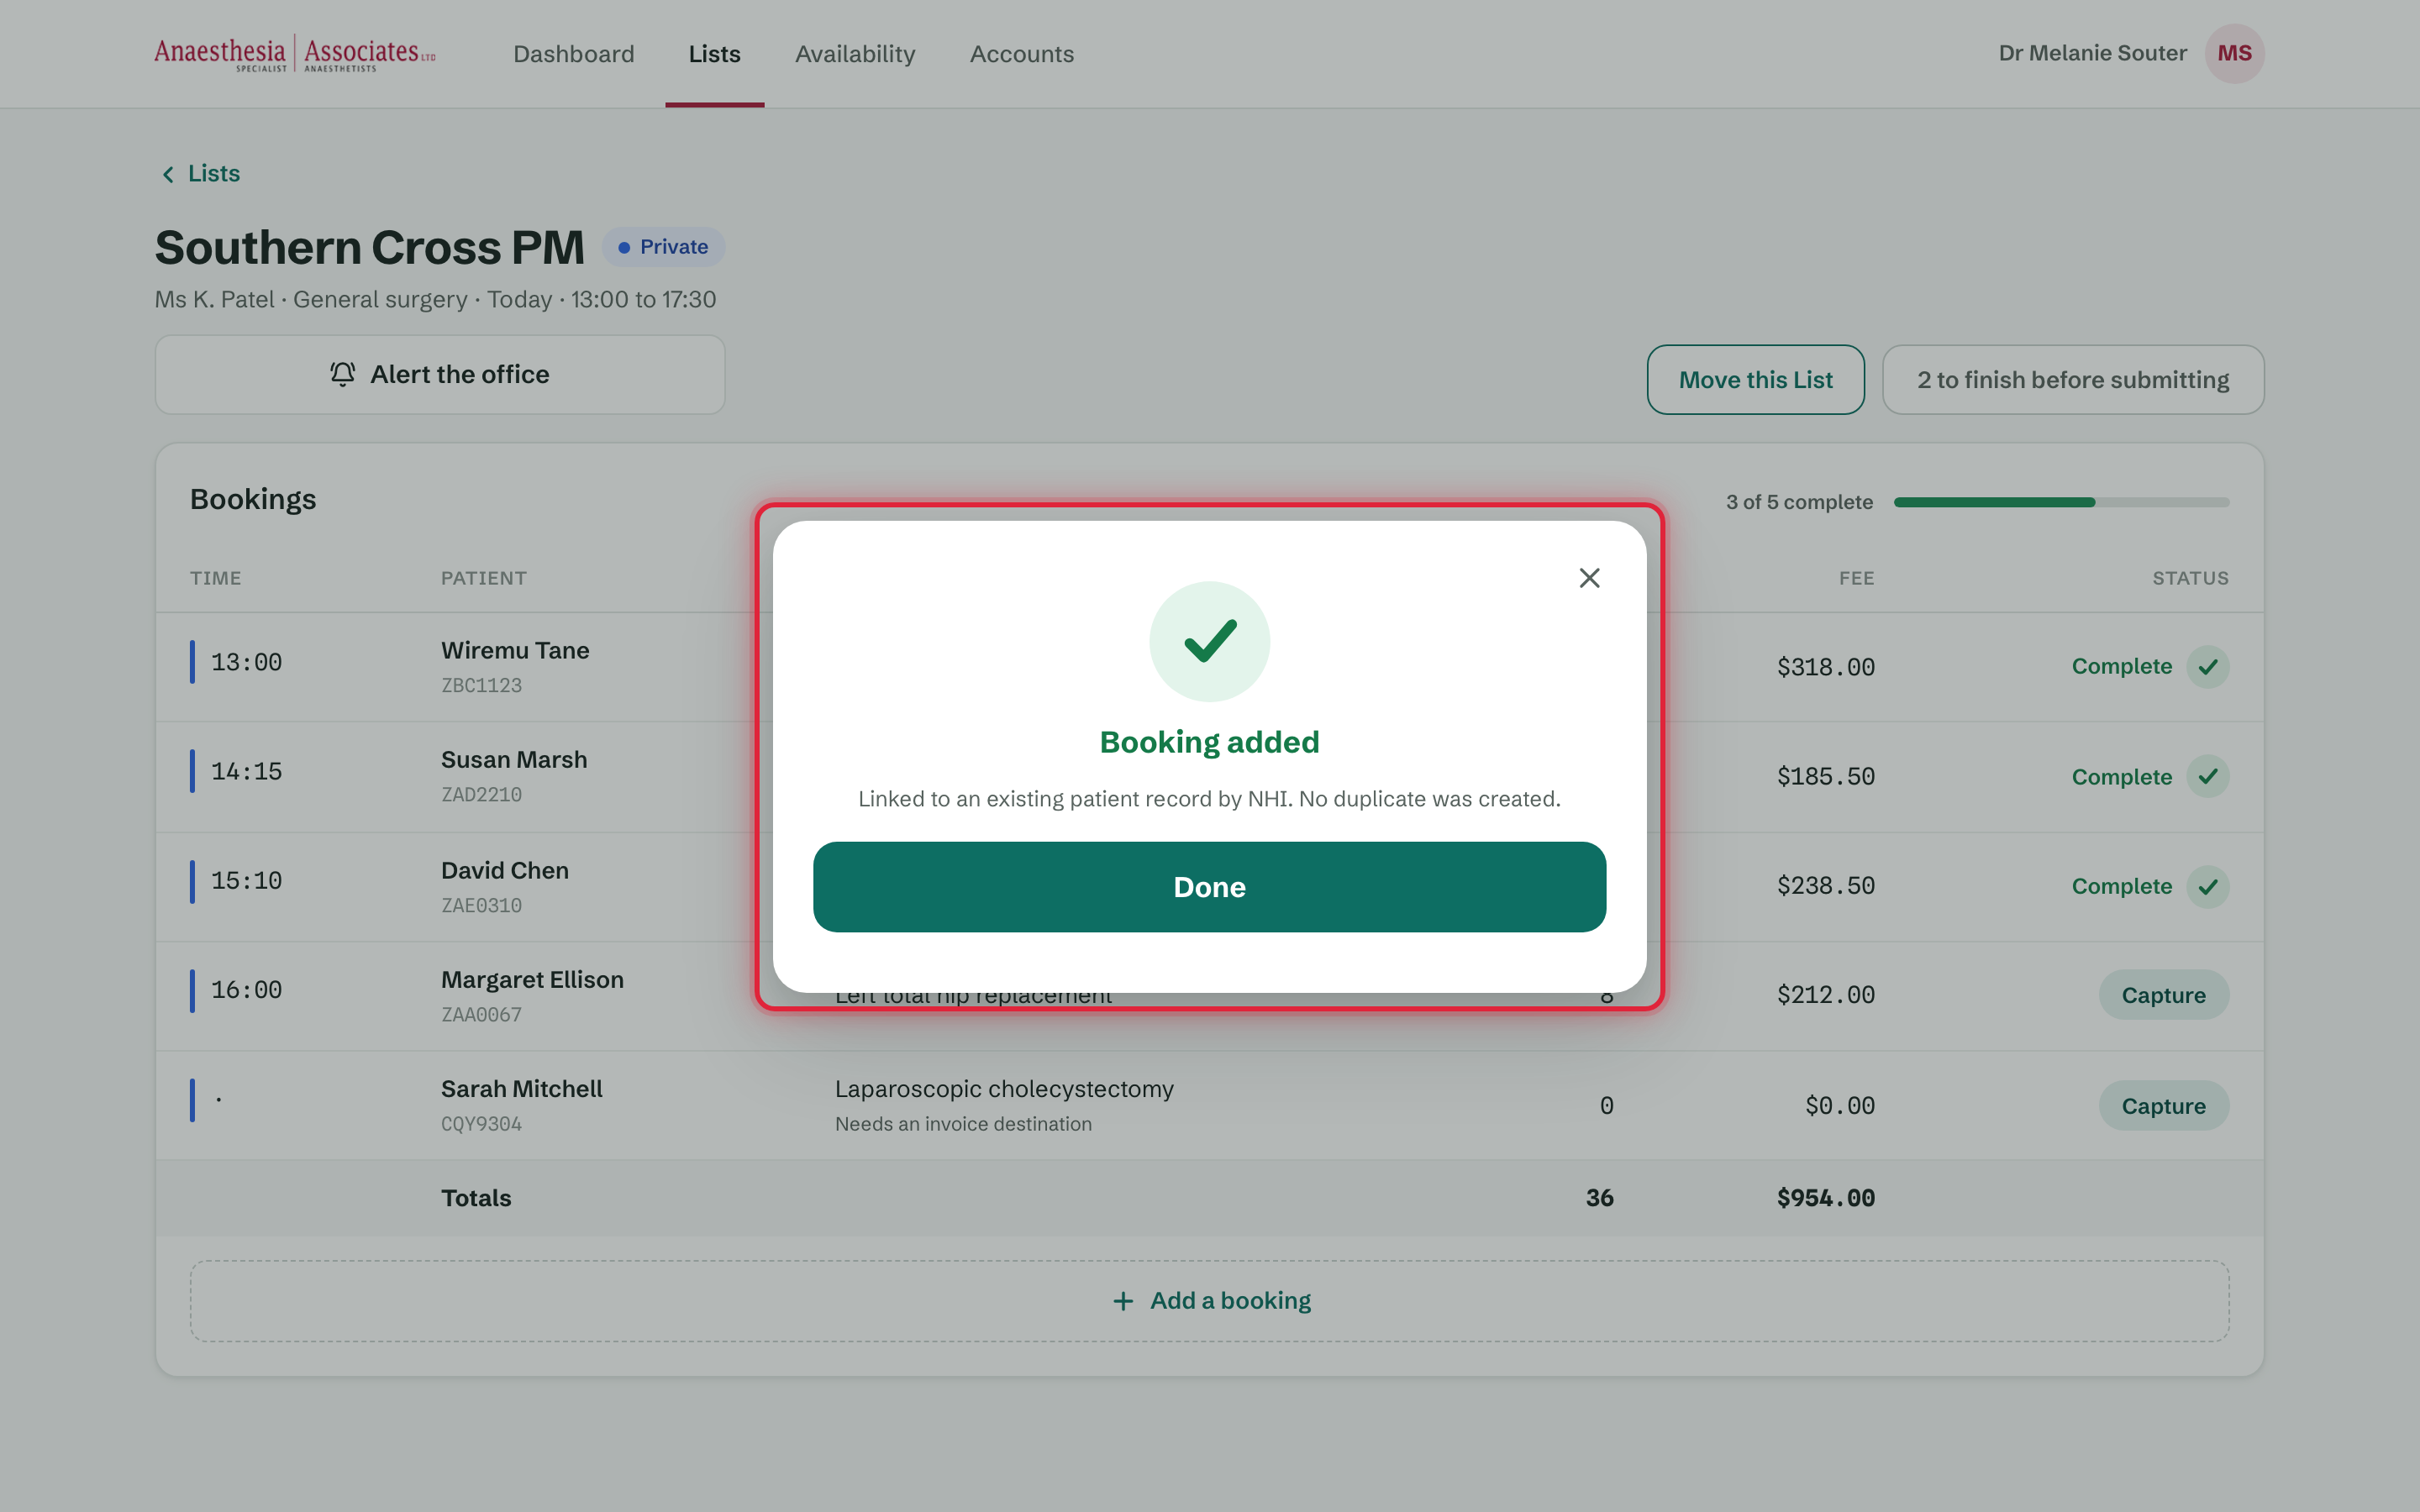 Anaesthesia | Associates LTD
SPECIALIST ANAESTHETISTS
Dashboard
Lists
Availability
Accounts
Dr Melanie Souter
MS
Lists
Southern Cross PM
Private
Ms K. Patel · General surgery · Today · 13:00 to 17:30
Alert the office
Move this List
2 to finish before submitting
Bookings
3 of 5 complete
TIME PATIENT FEE STATUS
13:00 Wiremu Tane $318.00 Complete
ZBC1123
14:15 Susan Marsh $185.50 Complete
ZAD2210
15:10 David Chen $238.50 Complete
ZAE0310
16:00 Margaret Ellison Left total hip replacement 8 $212.00 Capture
ZAA0067
· Sarah Mitchell Laparoscopic cholecystectomy 0 $0.00 Capture
CQY9304 Needs an invoice destination
Totals 36 $954.00
Add a booking
Booking added
Linked to an existing patient record by NHI. No duplicate was created.
Done